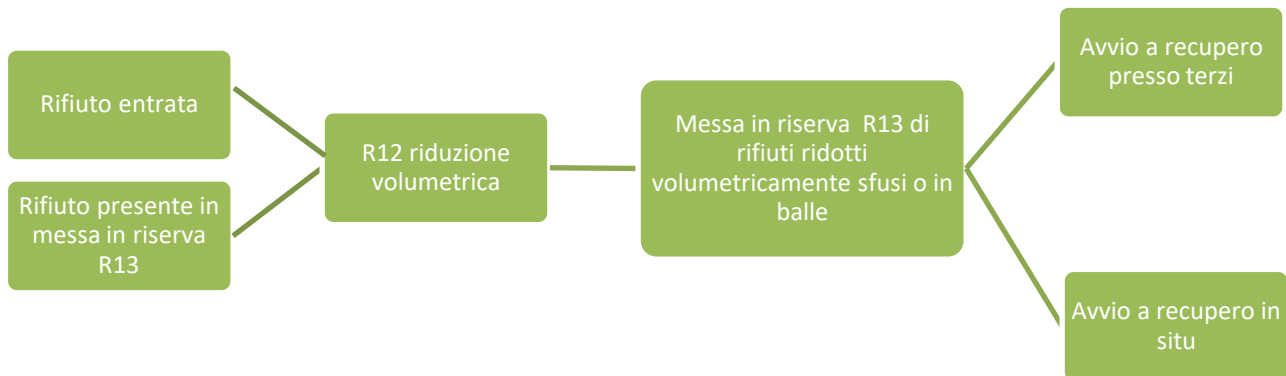 Rifiuto entrata
Rifiuto presente in
messa in riserva
R13
R12 riduzione
volumetrica
Messa in riserva  R13 di
rifiuti ridotti
volumetricamente sfusi o in
balle
Avvio a recupero
presso terzi
Avvio a recupero in
situ